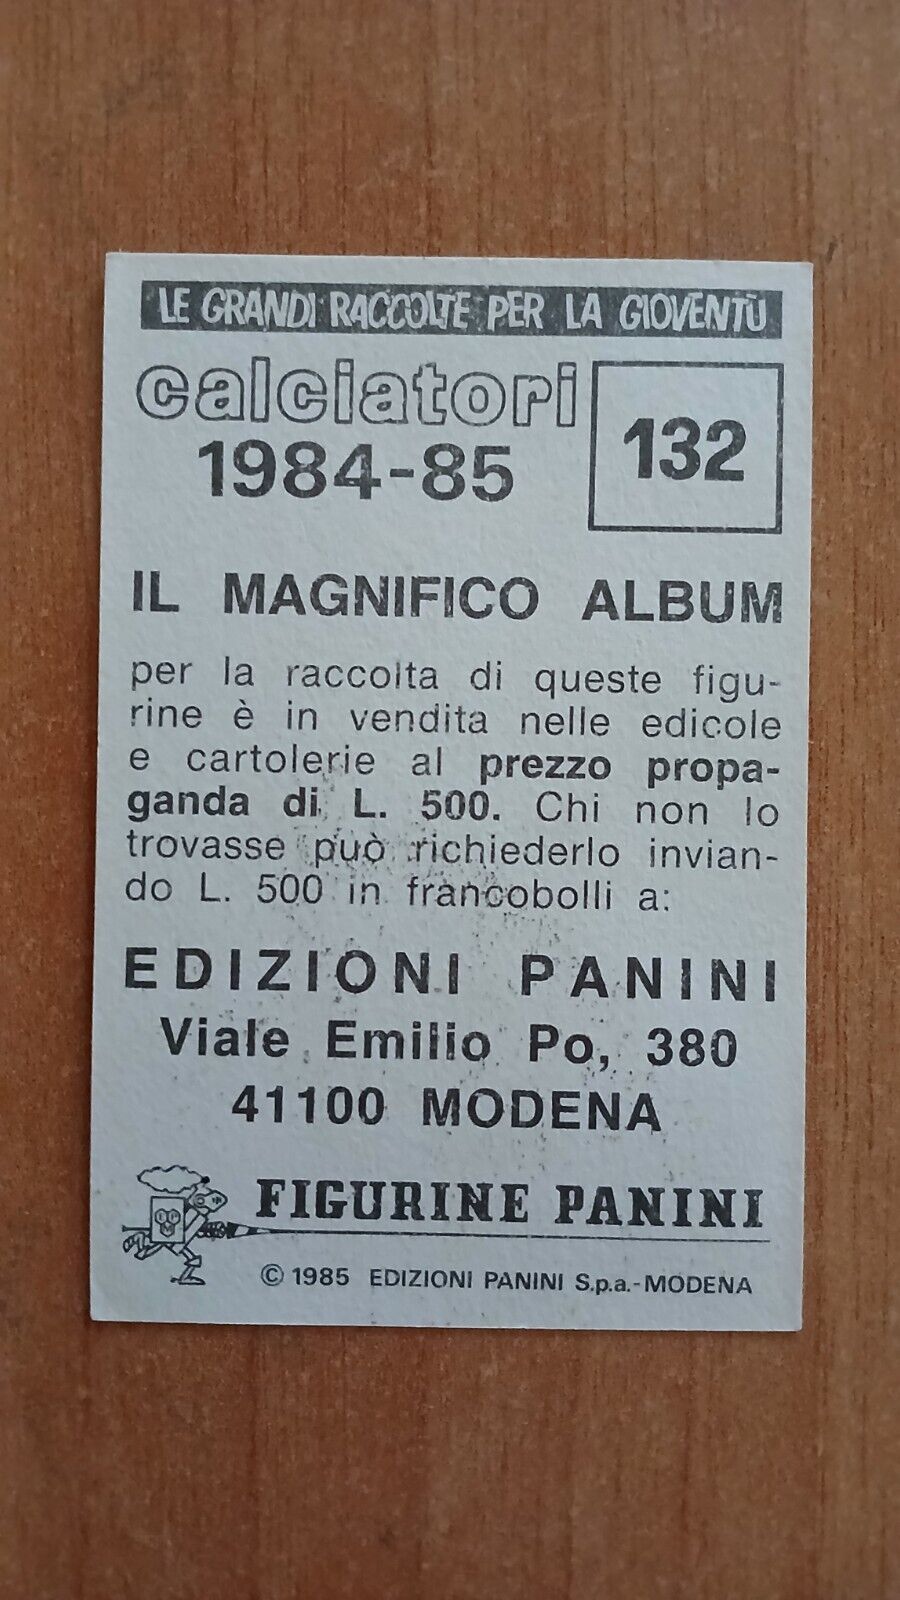 LE GRANDI RACCOLTE PER LA GIOVENTÙ
calciatori
1984-85
132
IL MAGNIFICO ALBUM
per la raccolta di queste figu-
rine è in vendita nelle edicole
e cartolerie al prezzo propa-
ganda di L. 500. Chi non lo
trovasse può richiederlo invian-
do L. 500 in francobolli a:
EDIZIONI PANINI
Viale Emilio Po, 380
41100 MODENA
FIGURINE PANINI
© 1985 EDIZIONI PANINI S.p.a.-MODENA